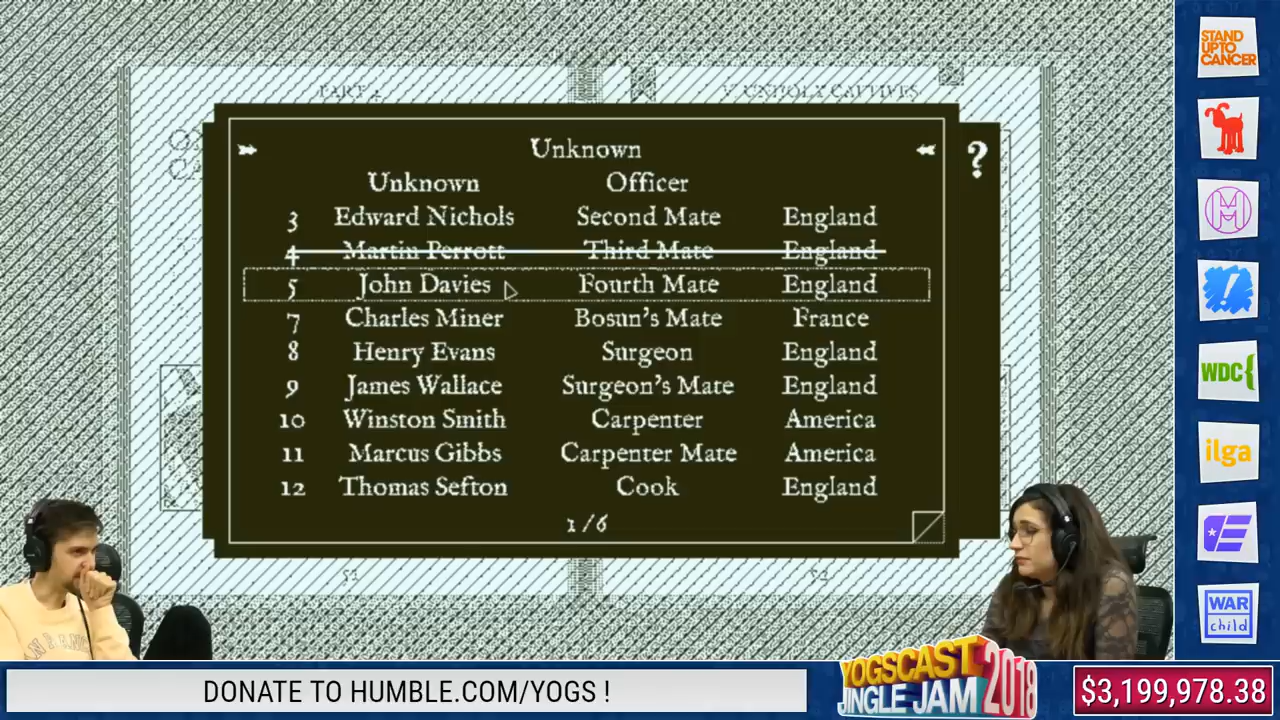 PART 4
V. UNHOLY CAPTIVES
Unknown
?
Unknown Officer
3 Edward Nichols Second Mate England
4 Martin Perrott Third Mate England
5 John Davies Fourth Mate England
7 Charles Miner Bosun's Mate France
8 Henry Evans Surgeon England
9 James Wallace Surgeon's Mate England
10 Winston Smith Carpenter America
11 Marcus Gibbs Carpenter Mate America
12 Thomas Sefton Cook England
1/6
STAND
UP TO
CANCER
M
!
WDC
ilga
E
WAR
child
DONATE TO HUMBLE.COM/YOGS !
YOGSCAST
JINGLE JAM 2018
$3,199,978.38